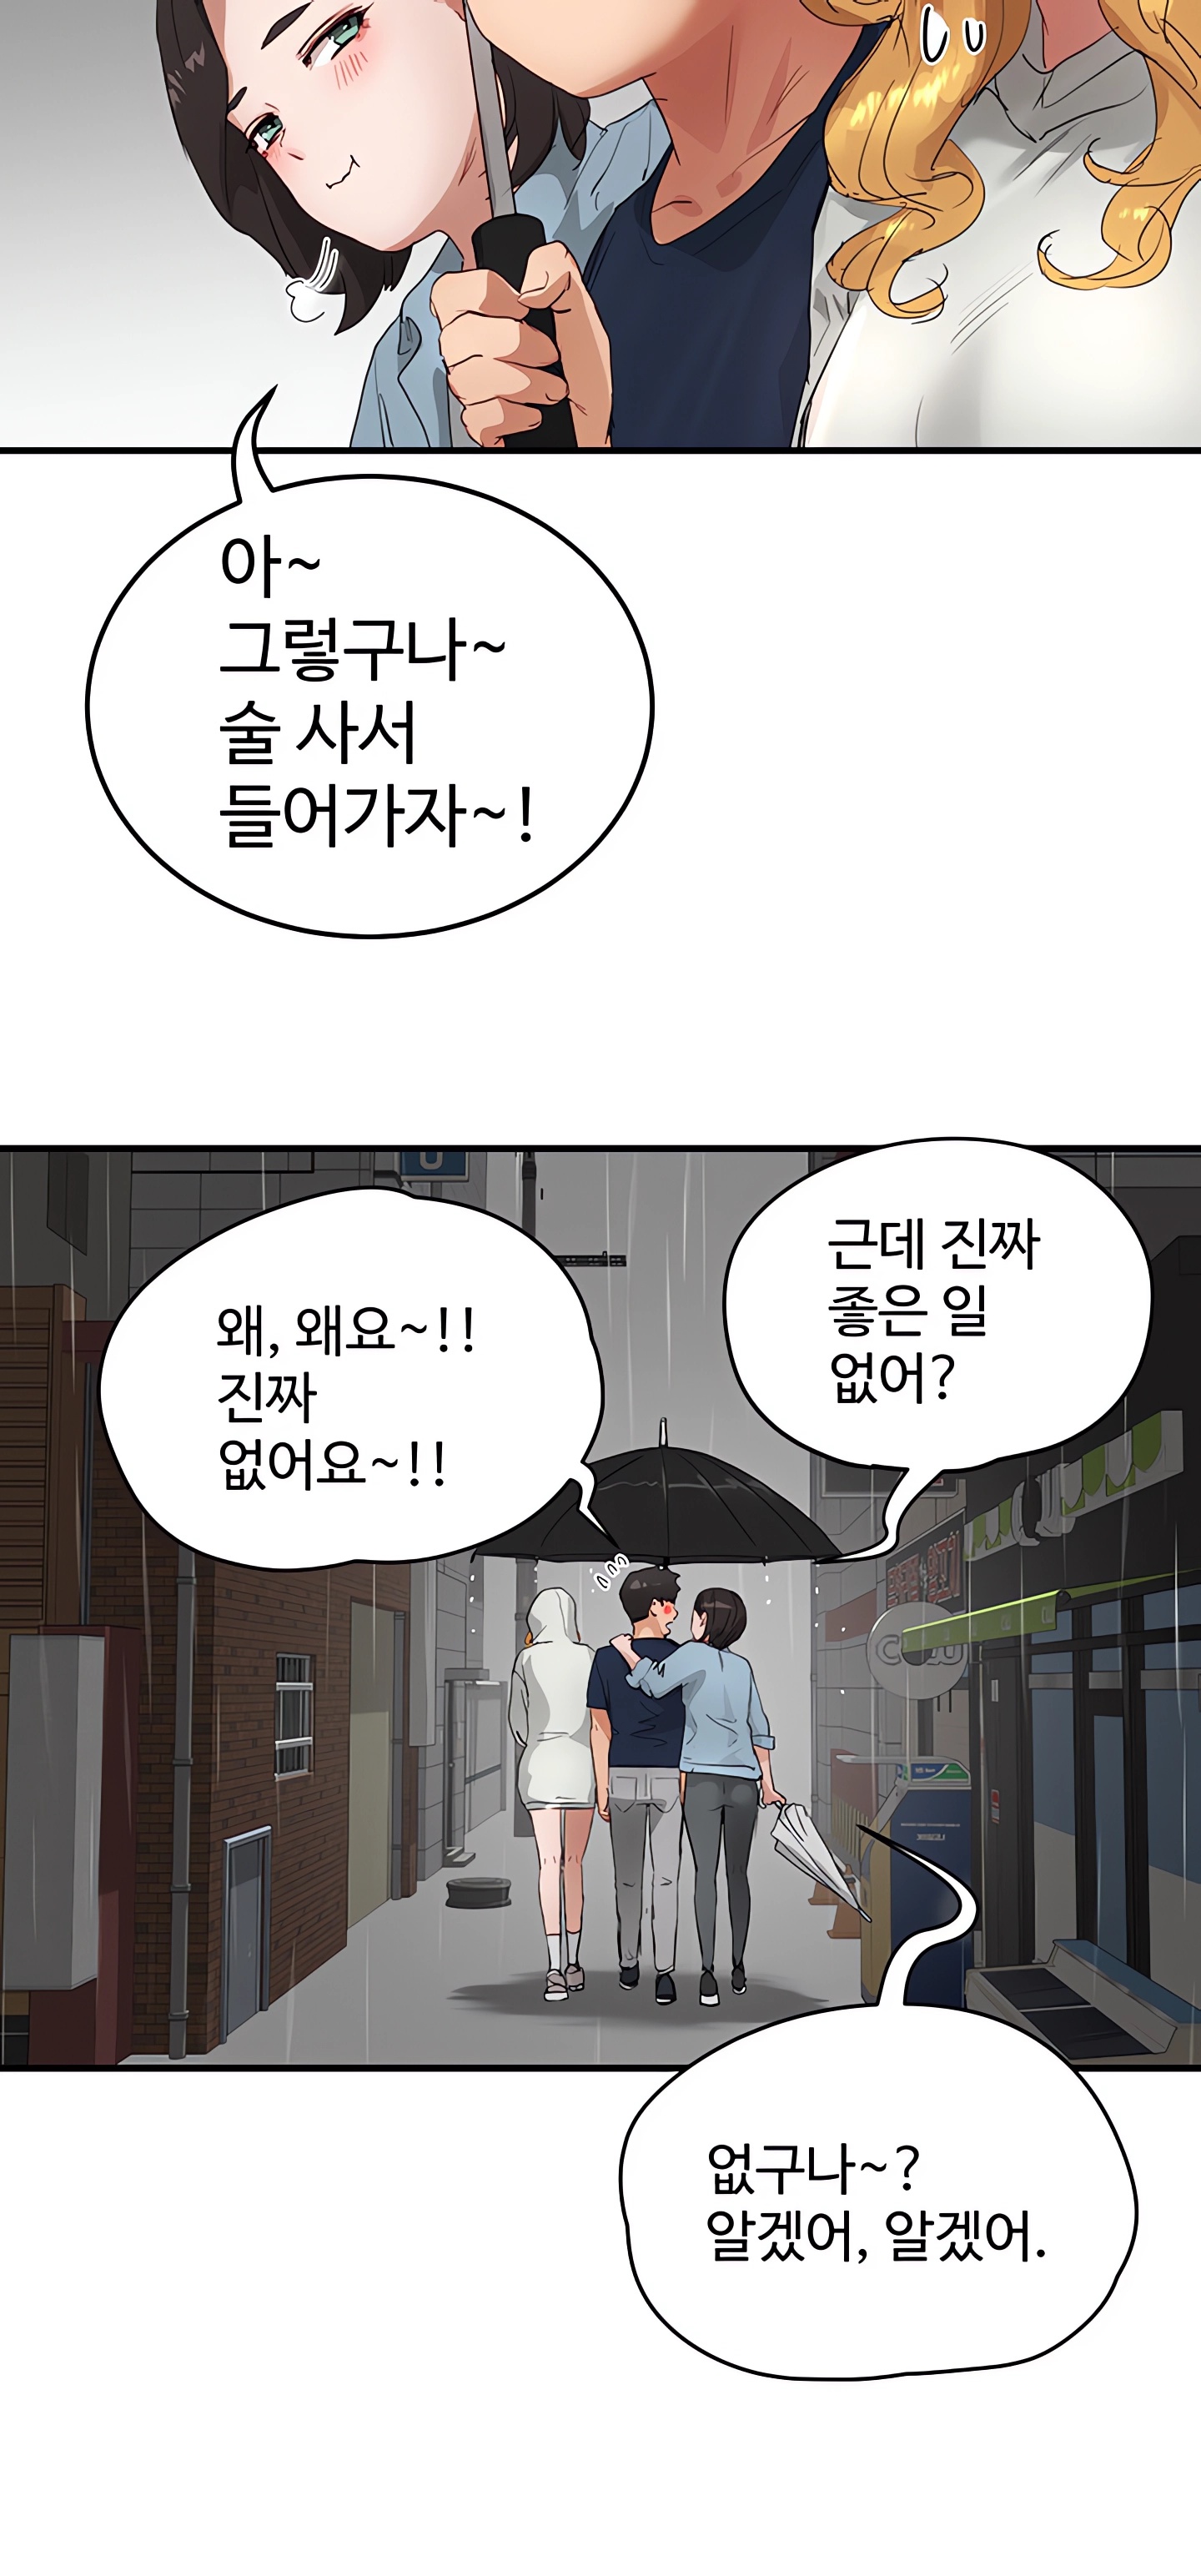 아~
그렇구나~
술 사서
들어가자~!
근데 진짜
좋은 일
없어?
왜, 왜요~!!
진짜
없어요~!!
없구나~?
알겠어, 알겠어.